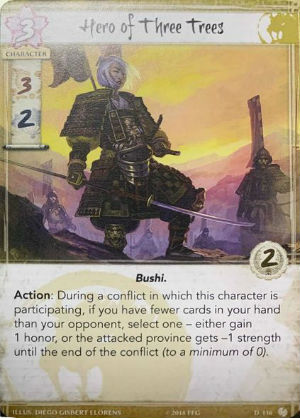 3
Hero of Three Trees
CHARACTER
3
2
2
Bushi.
Action: During a conflict in which this character is
participating, if you have fewer cards in your hand
than your opponent, select one – either gain
1 honor, or the attacked province gets –1 strength
until the end of the conflict (to a minimum of 0).
ILLUS. DIEGO GISBERT LLORENS
©2018 FFG